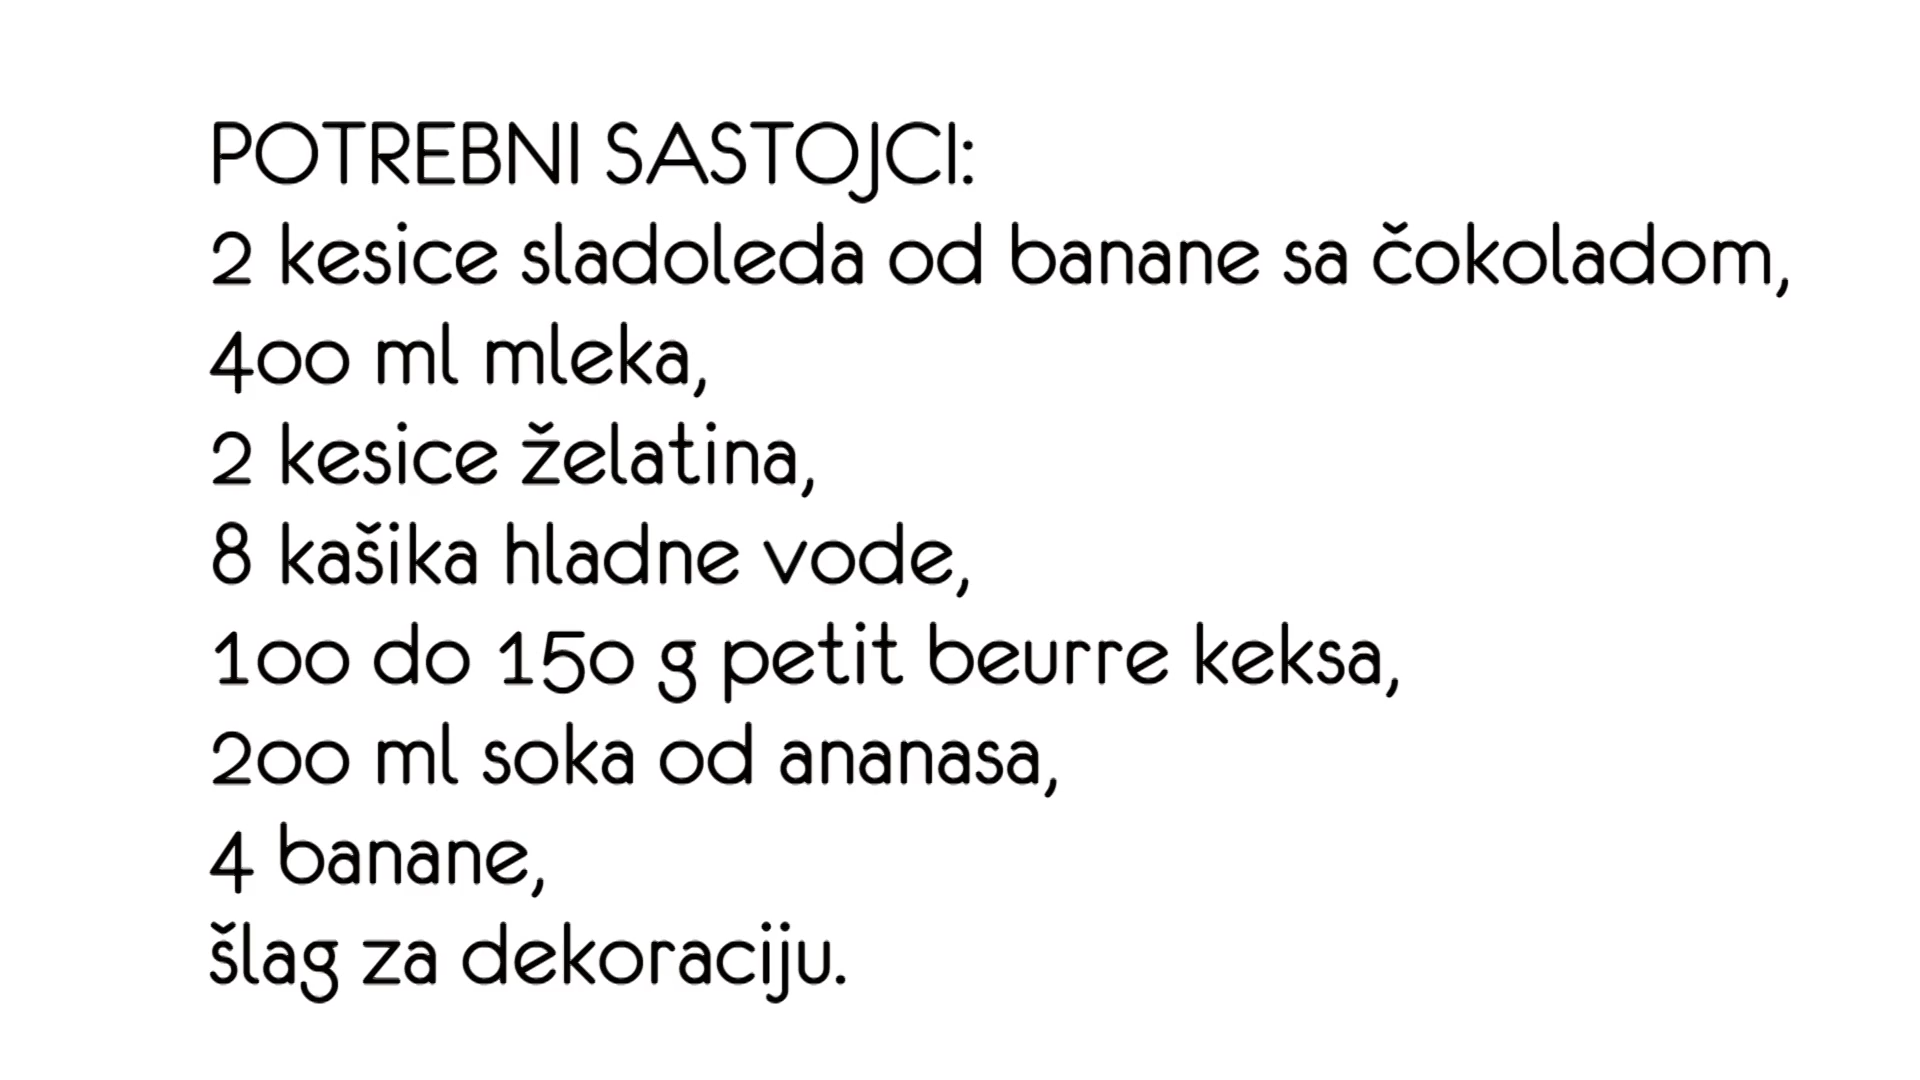 POTREBNI SASTOJCI:
2 kesice sladoleda od banane sa čokoladom,
400 ml mleka,
2 kesice želatina,
8 kašika hladne vode,
100 do 150 g petit beurre keksa,
200 ml soka od ananasa,
4 banane,
šlag za dekoraciju.